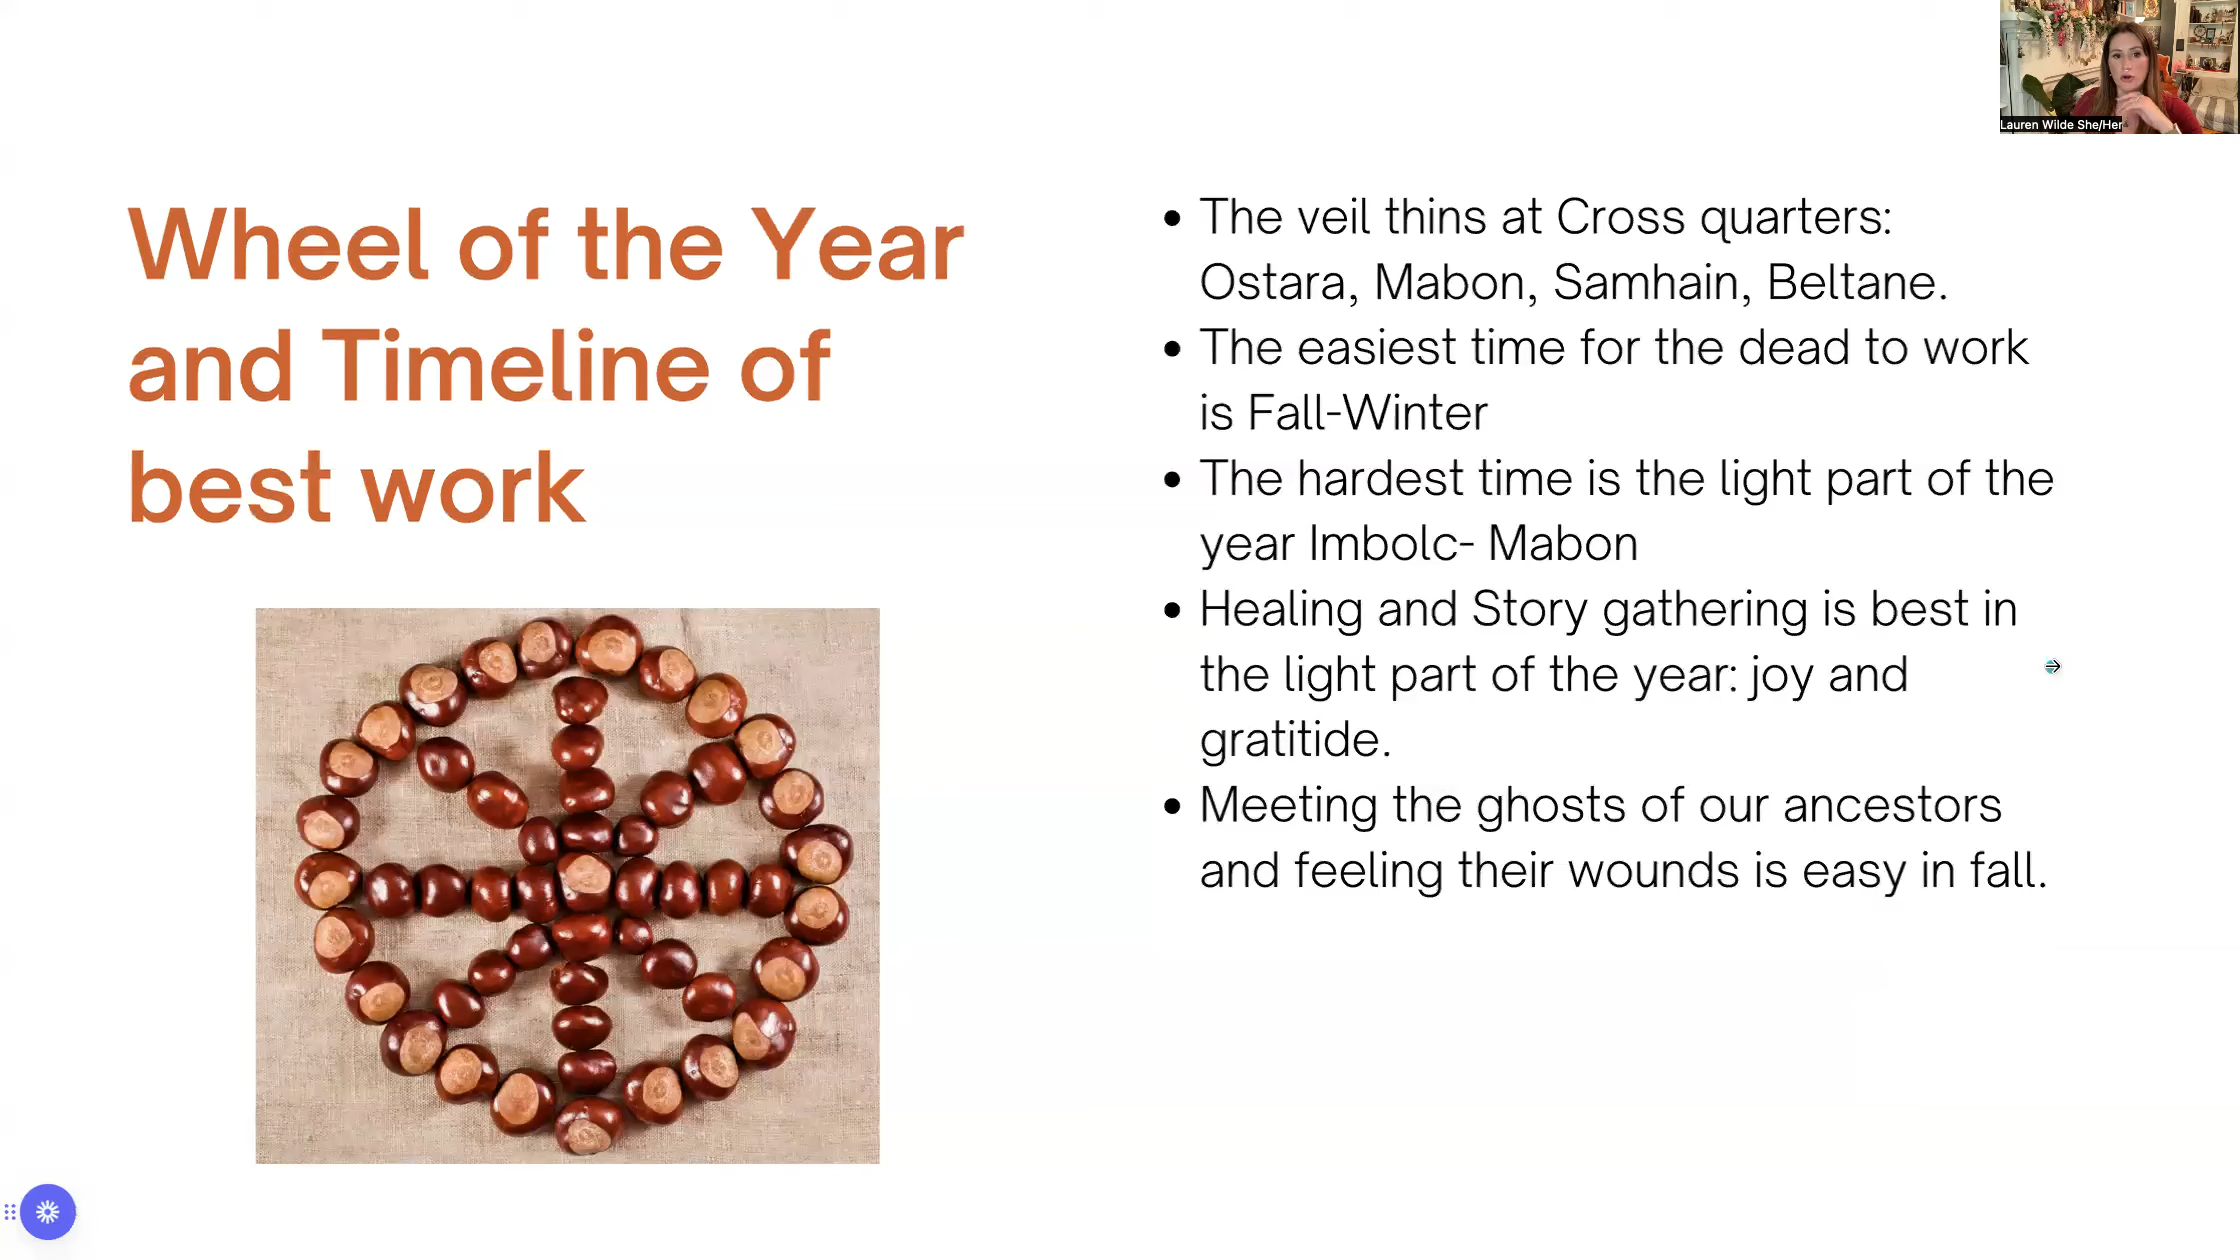 Lauren Wilde She/Her
Wheel of the Year
and Timeline of
best work
• The veil thins at Cross quarters:
Ostara, Mabon, Samhain, Beltane.
• The easiest time for the dead to work
is Fall-Winter
• The hardest time is the light part of the
year Imbolc- Mabon
• Healing and Story gathering is best in
the light part of the year: joy and
gratitide.
• Meeting the ghosts of our ancestors
and feeling their wounds is easy in fall.